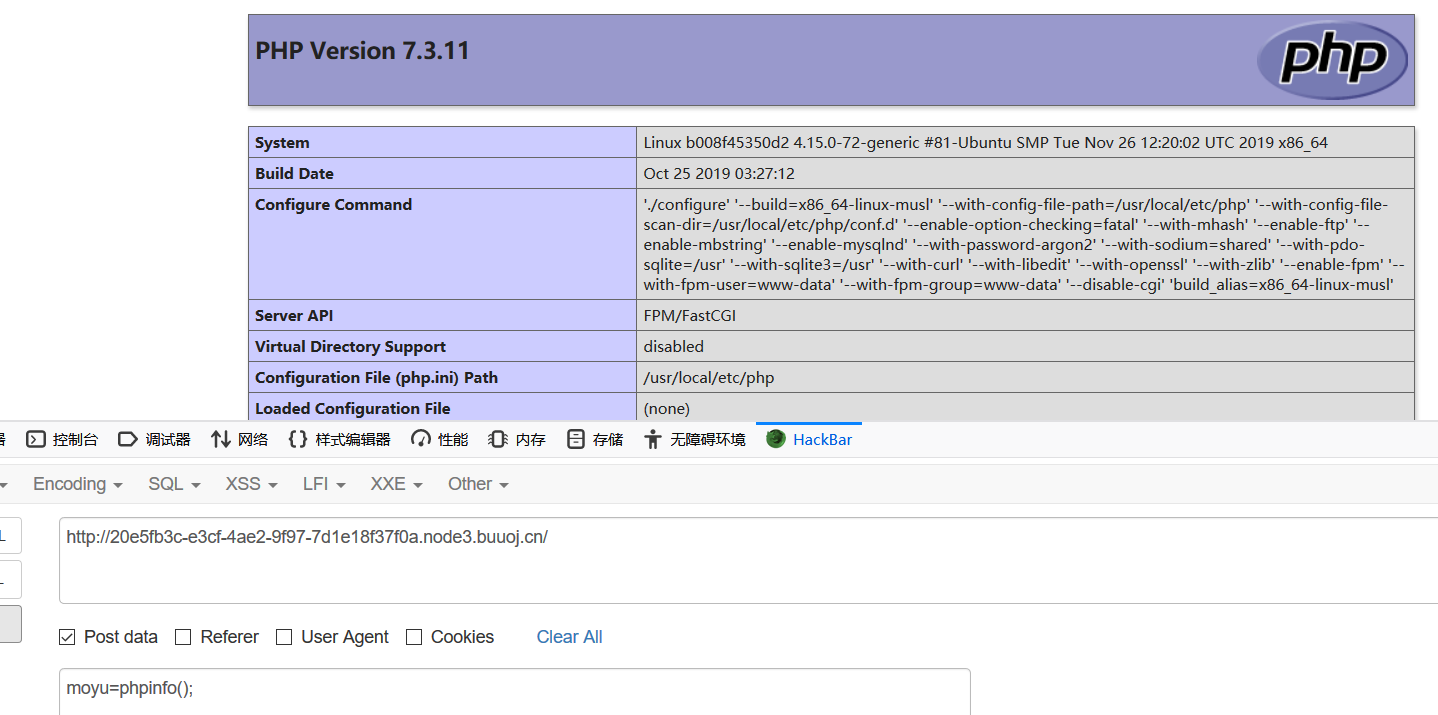 PHP Version 7.3.11
php
System
Linux b008f45350d2 4.15.0-72-generic #81-Ubuntu SMP Tue Nov 26 12:20:02 UTC 2019 x86_64
Build Date
Oct 25 2019 03:27:12
Configure Command
'./configure' '--build=x86_64-linux-musl' '--with-config-file-path=/usr/local/etc/php' '--with-config-file-
scan-dir=/usr/local/etc/php/conf.d' '--enable-option-checking=fatal' '--with-mhash' '--enable-ftp' '--
enable-mbstring' '--enable-mysqlnd' '--with-password-argon2' '--with-sodium=shared' '--with-pdo-
sqlite=/usr' '--with-sqlite3=/usr' '--with-curl' '--with-libedit' '--with-openssl' '--with-zlib' '--enable-fpm' '--
with-fpm-user=www-data' '--with-fpm-group=www-data' '--disable-cgi' 'build_alias=x86_64-linux-musl'
Server API
FPM/FastCGI
Virtual Directory Support
disabled
Configuration File (php.ini) Path
/usr/local/etc/php
Loaded Configuration File
(none)
控制台 调试器 网络 样式编辑器 性能 内存 存储 无障碍环境 HackBar
Encoding SQL XSS LFI XXE Other
http://20e5fb3c-e3cf-4ae2-9f97-7d1e18f37f0a.node3.buuoj.cn/
Post data Referer User Agent Cookies Clear All
moyu=phpinfo();